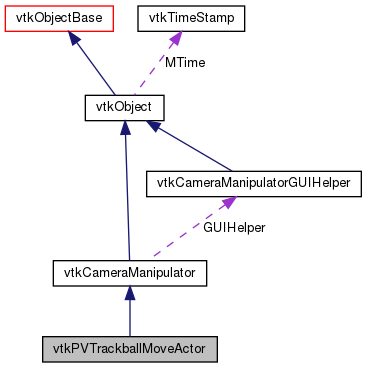 vtkObjectBase
vtkTimeStamp
MTime
vtkObject
vtkCameraManipulatorGUIHelper
GUIHelper
vtkCameraManipulator
vtkPVTrackballMoveActor